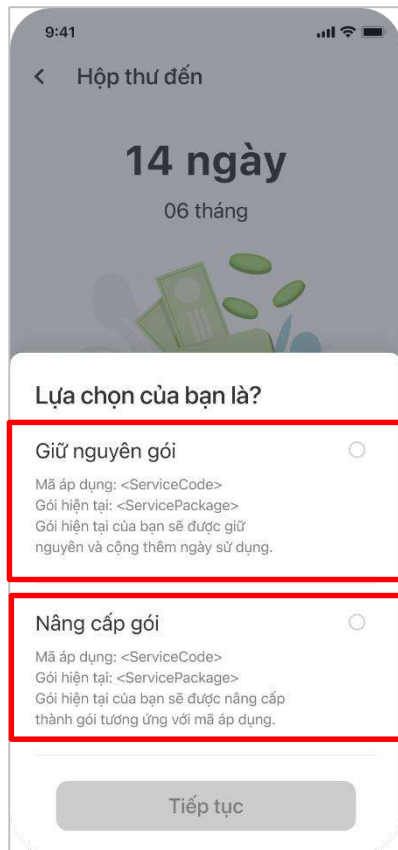 9:41
Hộp thư đến
14 ngày
06 tháng
Lựa chọn của bạn là?
Giữ nguyên gói
Mã áp dụng: <ServiceCode>
Gói hiện tại: <ServicePackage>
Gói hiện tại của bạn sẽ được giữ
nguyên và cộng thêm ngày sử dụng.
Nâng cấp gói
Mã áp dụng: <ServiceCode>
Gói hiện tại: <ServicePackage>
Gói hiện tại của bạn sẽ được nâng cấp
thành gói tương ứng với mã áp dụng.
Tiếp tục